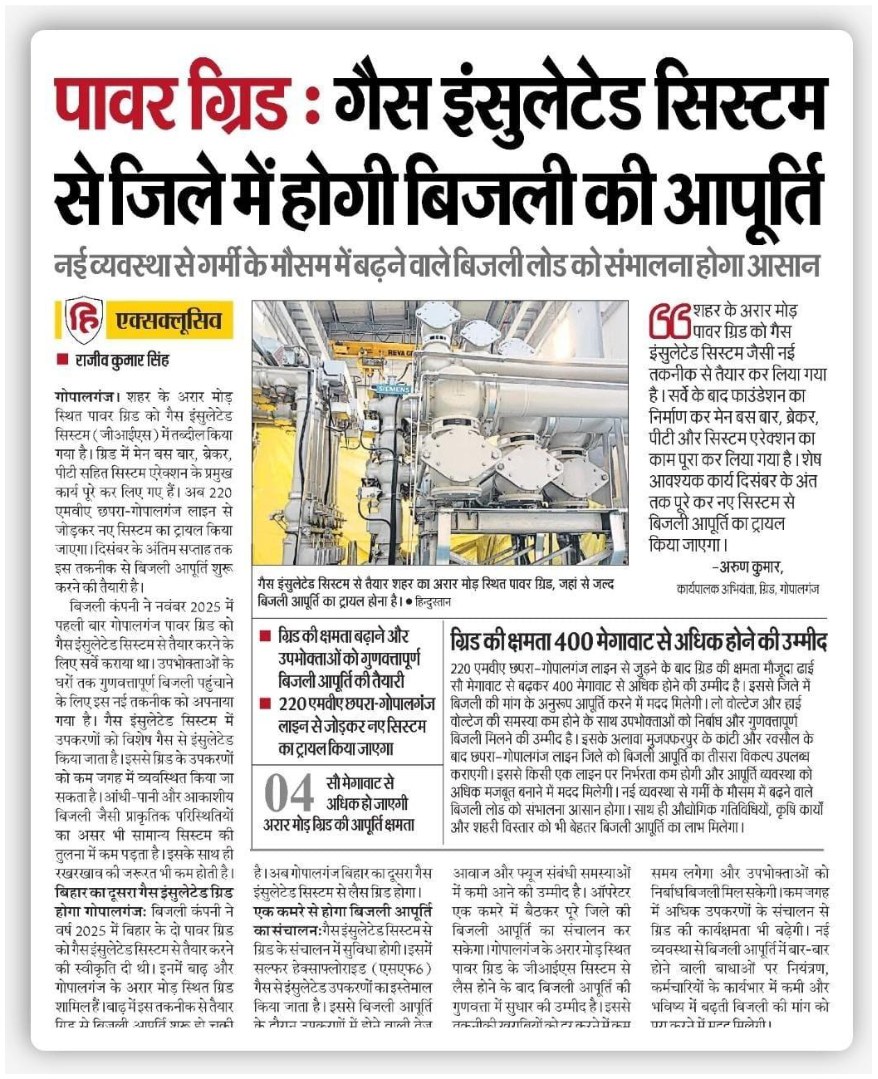 पावर ग्रिड : गैस इंसुलेटेड सिस्टम
से जिले में होगी बिजली की आपूर्ति
नई व्यवस्था से गर्मी के मौसम में बढ़ने वाले बिजली लोड को संभालना होगा आसान
हि एक्सक्लूसिव
■ राजीव कुमार सिंह
गोपालगंज। शहर के अरार मोड़
स्थित पावर ग्रिड को गैस इंसुलेटेड
सिस्टम (जीआईएस) में तब्दील किया
गया है। ग्रिड में मेन बस बार, ब्रेकर,
पीटी सहित सिस्टम एरेक्शन के प्रमुख
कार्य पूरे कर लिए गए हैं। अब 220
एमवीए छपरा-गोपालगंज लाइन से
जोड़कर नए सिस्टम का ट्रायल किया
जाएगा। दिसंबर के अंतिम सप्ताह तक
इस तकनीक से बिजली आपूर्ति शुरू
करने की तैयारी है।
बिजली कंपनी ने नवंबर 2025 में
पहली बार गोपालगंज पावर ग्रिड को
गैस इंसुलेटेड सिस्टम से तैयार करने के
लिए सर्वे कराया था। उपभोक्ताओं के
घरों तक गुणवत्तापूर्ण बिजली पहुंचाने
के लिए इस नई तकनीक को अपनाया
गया है। गैस इंसुलेटेड सिस्टम में
उपकरणों को विशेष गैस से इंसुलेट
किया जाता है। इससे ग्रिड के उपकरणों
को कम जगह में व्यवस्थित किया जा
सकता है। आंधी-पानी और आकाशीय
बिजली जैसी प्राकृतिक परिस्थितियों
का असर भी सामान्य सिस्टम की
तुलना में कम पड़ता है। इसके साथ ही
रखरखाव की जरूरत भी कम होती है।
बिहार का दूसरा गैस इंसुलेटेड ग्रिड
होगा गोपालगंज: बिजली कंपनी ने
वर्ष 2025 में बिहार के दो पावर ग्रिड
को गैस इंसुलेटेड सिस्टम से तैयार करने
की स्वीकृति दी थी। इनमें बाढ़ और
गोपालगंज के अरार मोड़ स्थित ग्रिड
शामिल हैं। बाढ़ में इस तकनीक से तैयार
ग्रिड से बिजली आपूर्ति शुरू हो चुकी
SIEMENS
गैस इंसुलेटेड सिस्टम से तैयार शहर का अरार मोड़ स्थित पावर ग्रिड, जहां से जल्द
बिजली आपूर्ति का ट्रायल होना है। ● हिन्दुस्तान
शहर के अरार मोड़
पावर ग्रिड को गैस
इंसुलेटेड सिस्टम जैसी नई
तकनीक से तैयार कर लिया गया
है। सर्वे के बाद फाउंडेशन का
निर्माण कर मेन बस बार, ब्रेकर,
पीटी और सिस्टम एरेक्शन का
काम पूरा कर लिया गया है। शेष
आवश्यक कार्य दिसंबर के अंत
तक पूरे कर नए सिस्टम से
बिजली आपूर्ति का ट्रायल
किया जाएगा।
-अरुण कुमार,
कार्यपालक अभियंता, ग्रिड, गोपालगंज
■ ग्रिड की क्षमता बढ़ाने और
उपभोक्ताओं को गुणवत्तापूर्ण
बिजली आपूर्ति की तैयारी
■ 220 एमवीए छपरा-गोपालगंज
लाइन से जोड़कर नए सिस्टम
का ट्रायल किया जाएगा
04 सौ मेगावाट से
अधिक हो जाएगी
अरार मोड़ ग्रिड की आपूर्ति क्षमता
ग्रिड की क्षमता 400 मेगावाट से अधिक होने की उम्मीद
220 एमवीए छपरा-गोपालगंज लाइन से जुड़ने के बाद ग्रिड की क्षमता मौजूदा ढाई
सौ मेगावाट से बढ़कर 400 मेगावाट से अधिक होने की उम्मीद है। इससे जिले में
बिजली की मांग के अनुरूप आपूर्ति करने में मदद मिलेगी। लो वोल्टेज और हाई
वोल्टेज की समस्या कम होने के साथ उपभोक्ताओं को निर्बाध और गुणवत्तापूर्ण
बिजली मिलने की उम्मीद है। इसके अलावा मुजफ्फरपुर के कांटी और रक्सौल के
बाद छपरा-गोपालगंज लाइन जिले को बिजली आपूर्ति का तीसरा विकल्प उपलब्ध
कराएगी। इससे किसी एक लाइन पर निर्भरता कम होगी और आपूर्ति व्यवस्था को
अधिक मजबूत बनाने में मदद मिलेगी। नई व्यवस्था से गर्मी के मौसम में बढ़ने वाले
बिजली लोड को संभालना आसान होगा। साथ ही औद्योगिक गतिविधियों, कृषि कार्यों
और शहरी विस्तार को भी बेहतर बिजली आपूर्ति का लाभ मिलेगा।
है। अब गोपालगंज बिहार का दूसरा गैस
इंसुलेटेड सिस्टम से लैस ग्रिड होगा।
एक कमरे से होगा बिजली आपूर्ति
का संचालन: गैस इंसुलेटेड सिस्टम से
ग्रिड के संचालन में सुविधा होगी। इसमें
सल्फर हेक्साफ्लोराइड (एसएफ6)
गैस से इंसुलेटेड उपकरणों का इस्तेमाल
किया जाता है। इससे बिजली आपूर्ति
के दौरान उपकरणों में होने वाली तेज
आवाज और फ्यूज संबंधी समस्याओं
में कमी आने की उम्मीद है। ऑपरेटर
एक कमरे में बैठकर पूरे जिले की
बिजली आपूर्ति का संचालन कर
सकेगा। गोपालगंज के अरार मोड़ स्थित
पावर ग्रिड के जीआईएस सिस्टम से
लैस होने के बाद बिजली आपूर्ति की
गुणवत्ता में सुधार की उम्मीद है। इससे
तकनीकी खराबियों को दूर करने में कम
समय लगेगा और उपभोक्ताओं को
निर्बाध बिजली मिल सकेगी। कम जगह
में अधिक उपकरणों के संचालन से
ग्रिड की कार्यक्षमता भी बढ़ेगी। नई
व्यवस्था से बिजली आपूर्ति में बार-बार
होने वाली बाधाओं पर नियंत्रण,
कर्मचारियों के कार्यभार में कमी और
भविष्य में बढ़ती बिजली की मांग को
पूरा करने में मदद मिलेगी।